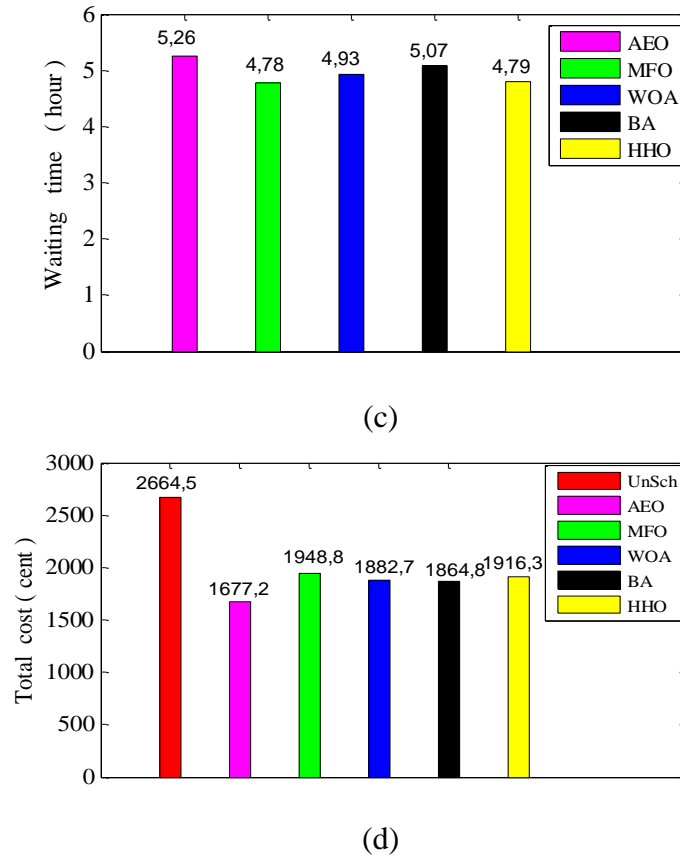 6
5
4
3
2
1
0
Waiting time ( hour )
5,26
4,78
4,93
5,07
4,79
AEO
MFO
WOA
BA
HHO
(c)
3000
2500
2000
1500
1000
500
0
Total cost ( cent )
2664,5
1677,2
1948,8
1882,7
1864,8
1916,3
UnSch
AEO
MFO
WOA
BA
HHO
(d)